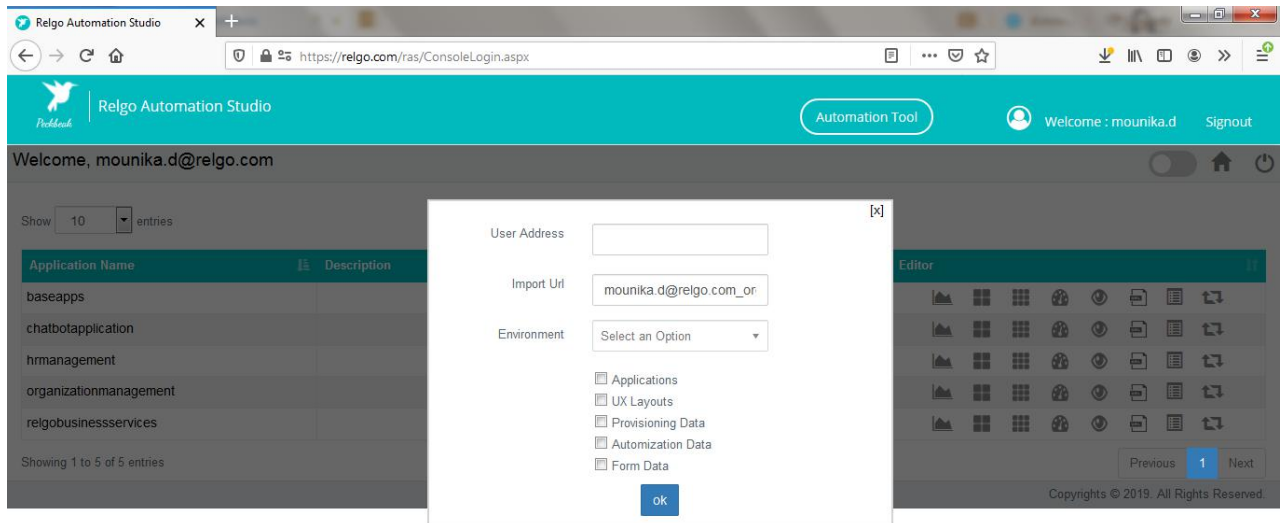 Relgo Automation Studio
https://relgo.com/ras/ConsoleLogin.aspx
Peckbeak
Relgo Automation Studio
Automation Tool
Welcome : mounika.d
Signout
Welcome, mounika.d@relgo.com
[x]
Show 10 entries
User Address
Import Url mounika.d@relgo.com_or
Environment Select an Option
Applications
UX Layouts
Provisioning Data
Automization Data
Form Data
ok
Application Name Description Editor
baseapps
chatbotapplication
hrmanagement
organizationmanagement
relgobusinessservices
Showing 1 to 5 of 5 entries
Previous 1 Next
Copyrights © 2019. All Rights Reserved.